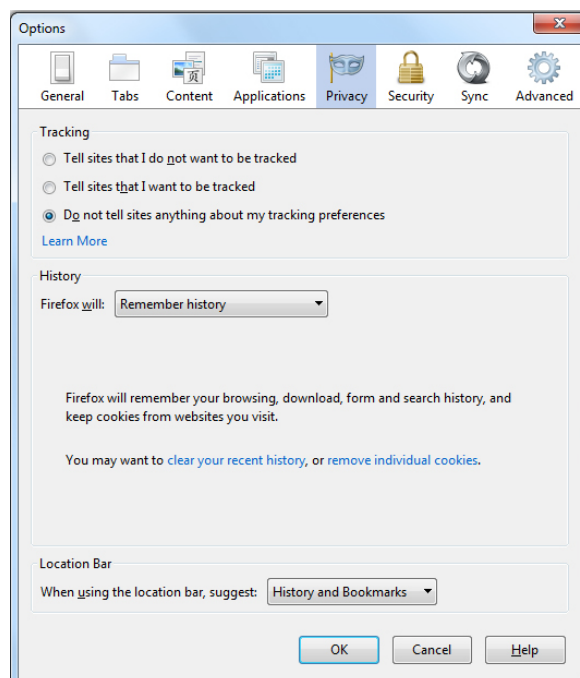 Options
General Tabs Content Applications Privacy Security Sync Advanced
Tracking
Tell sites that I do not want to be tracked
Tell sites that I want to be tracked
Do not tell sites anything about my tracking preferences
Learn More
History
Firefox will: Remember history
Firefox will remember your browsing, download, form and search history, and
keep cookies from websites you visit.
You may want to clear your recent history, or remove individual cookies.
Location Bar
When using the location bar, suggest: History and Bookmarks
OK Cancel Help